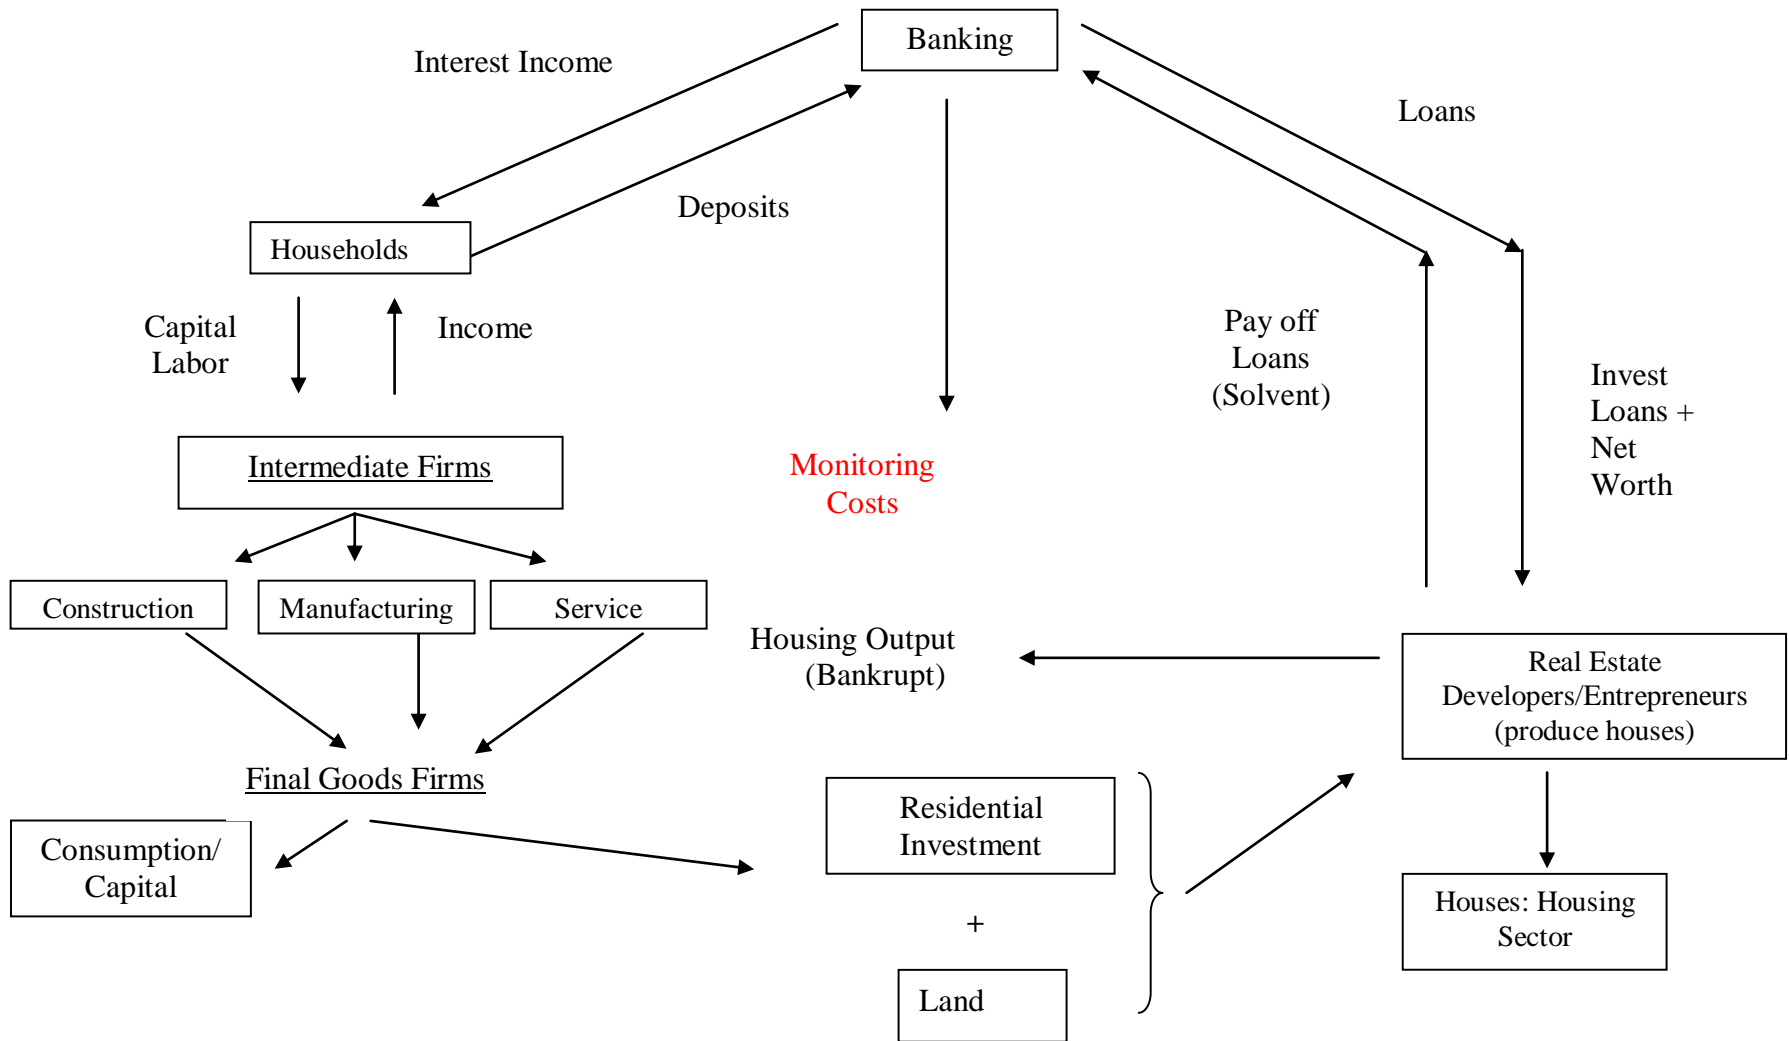 Banking
Interest Income
Loans
Deposits
Households
Capital
Labor
Income
Pay off
Loans
(Solvent)
Invest
Loans +
Net
Worth
Intermediate Firms
Monitoring
Costs
Construction
Manufacturing
Service
Housing Output
(Bankrupt)
Real Estate
Developers/Entrepreneurs
(produce houses)
Final Goods Firms
Consumption/
Capital
Residential
Investment
+
Land
Houses: Housing
Sector